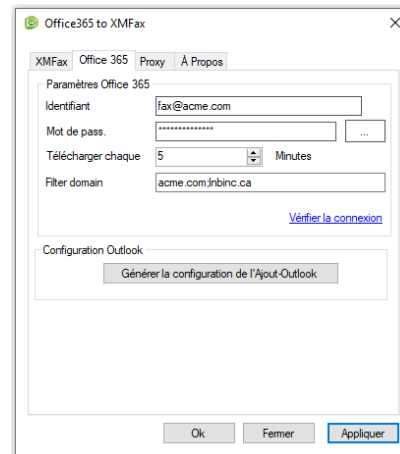 Office365 to XMFax
XMFax Office 365 Proxy À Propos
Paramètres Office 365
Identifiant fax@acme.com
Mot de pass. ************** ...
Télécharger chaque 5 Minutes
Filter domain acme.com;lnbinc.ca
Vérifier la connexion
Configuration Outlook
Générer la configuration de l'Ajout-Outlook
Ok Fermer Appliquer